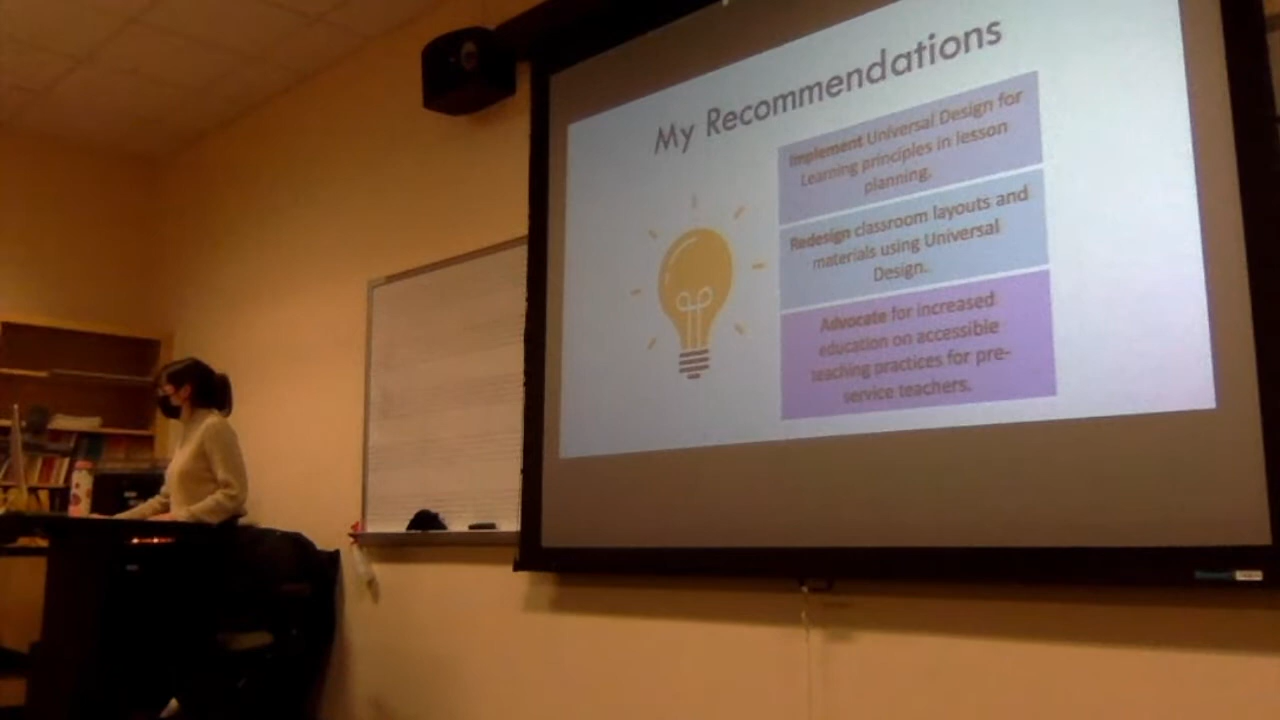 My Recommendations
Implement Universal Design for
Learning principles in lesson
planning.
Redesign classroom layouts and
materials using Universal
Design.
Advocate for increased
education on accessible
teaching practices for pre-
service teachers.